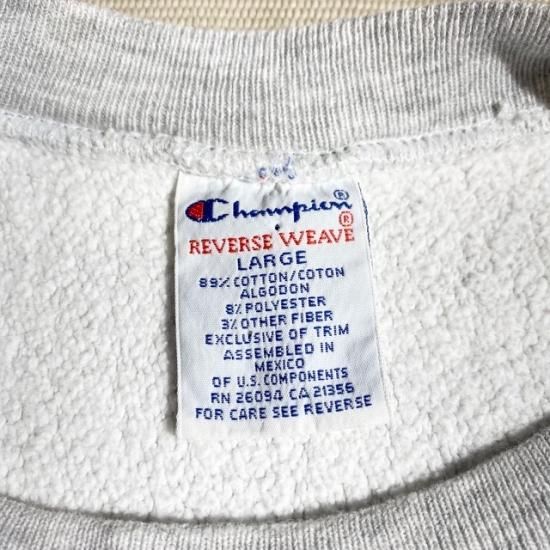 Champion®
REVERSE WEAVE®
LARGE
89% COTTON/COTON
ALGODON
8% POLYESTER
3% OTHER FIBER
EXCLUSIVE OF TRIM
ASSEMBLED IN
MEXICO
OF U.S. COMPONENTS
RN 26094 CA 21356
FOR CARE SEE REVERSE